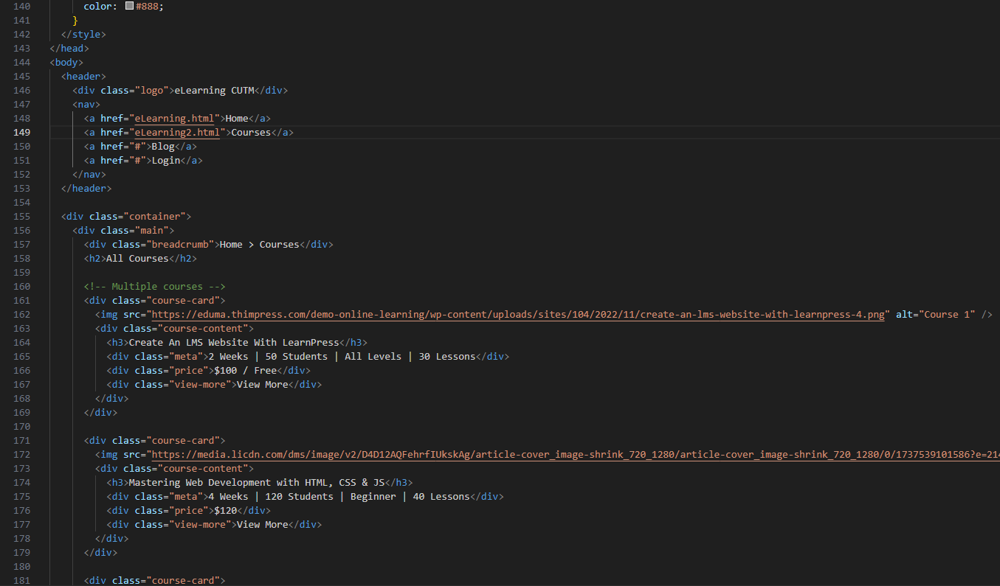 140 color: #888;
141 }
142 </style>
143 </head>
144 <body>
145 <header>
146 <div class="logo">eLearning CUTM</div>
147 <nav>
148 <a href="eLearning.html">Home</a>
149 <a href="eLearning2.html">Courses</a>
150 <a href="#">Blog</a>
151 <a href="#">Login</a>
152 </nav>
153 </header>
154
155 <div class="container">
156 <div class="main">
157 <div class="breadcrumb">Home > Courses</div>
158 <h2>All Courses</h2>
159
160 <!-- Multiple courses -->
161 <div class="course-card">
162 <img src="https://eduma.thimpress.com/demo-online-learning/wp-content/uploads/sites/104/2022/11/create-an-lms-website-with-learnpress-4.png" alt="Course 1" />
163 <div class="course-content">
164 <h3>Create An LMS Website With LearnPress</h3>
165 <div class="meta">2 Weeks | 50 Students | All Levels | 30 Lessons</div>
166 <div class="price">$100 / Free</div>
167 <div class="view-more">View More</div>
168 </div>
169 </div>
170
171 <div class="course-card">
172 <img src="https://media.licdn.com/dms/image/v2/D4D12AQFehrfIUkskAg/article-cover_image-shrink_720_1280/article-cover_image-shrink_720_1280/0/1737539101586?e=214
173 <div class="course-content">
174 <h3>Mastering Web Development with HTML, CSS & JS</h3>
175 <div class="meta">4 Weeks | 120 Students | Beginner | 40 Lessons</div>
176 <div class="price">$120</div>
177 <div class="view-more">View More</div>
178 </div>
179 </div>
180
181 <div class="course-card">